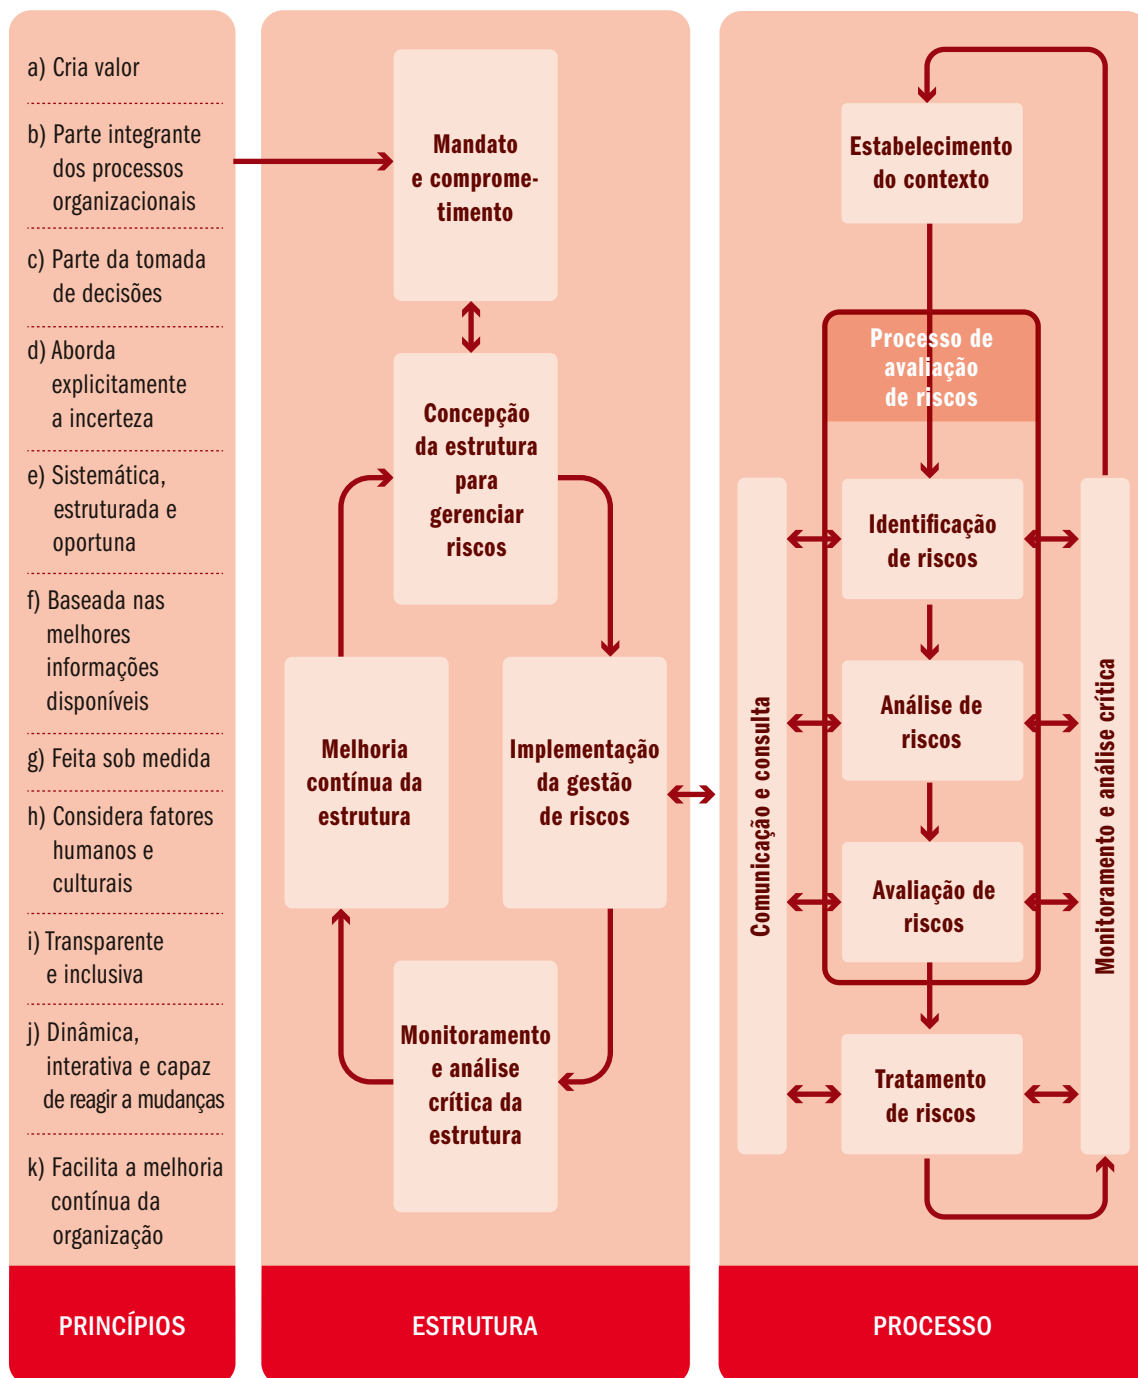 a) Cria valor
b) Parte integrante
dos processos
organizacionais
c) Parte da tomada
de decisões
d) Aborda
explicitamente
a incerteza
e) Sistemática,
estruturada e
oportuna
f) Baseada nas
melhores
informações
disponíveis
g) Feita sob medida
h) Considera fatores
humanos e
culturais
i) Transparente
e inclusiva
j) Dinâmica,
interativa e capaz
de reagir a mudanças
k) Facilita a melhoria
contínua da
organização
PRINCÍPIOS
Mandato
e comprome-
timento
Concepção
da estrutura
para
gerenciar
riscos
Melhoria
contínua da
estrutura
Implementação
da gestão
de riscos
Monitoramento
e análise
crítica da
estrutura
ESTRUTURA
Estabelecimento
do contexto
Processo de
avaliação
de riscos
Identificação
de riscos
Análise de
riscos
Avaliação de
riscos
Tratamento
de riscos
Comunicação e consulta
Monitoramento e análise crítica
PROCESSO